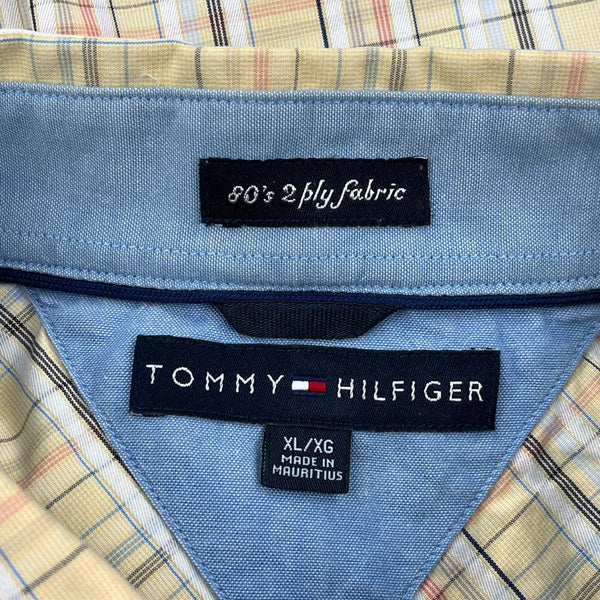 80's 2 ply fabric
TOMMY HILFIGER
XL/XG
MADE IN
MAURITIUS